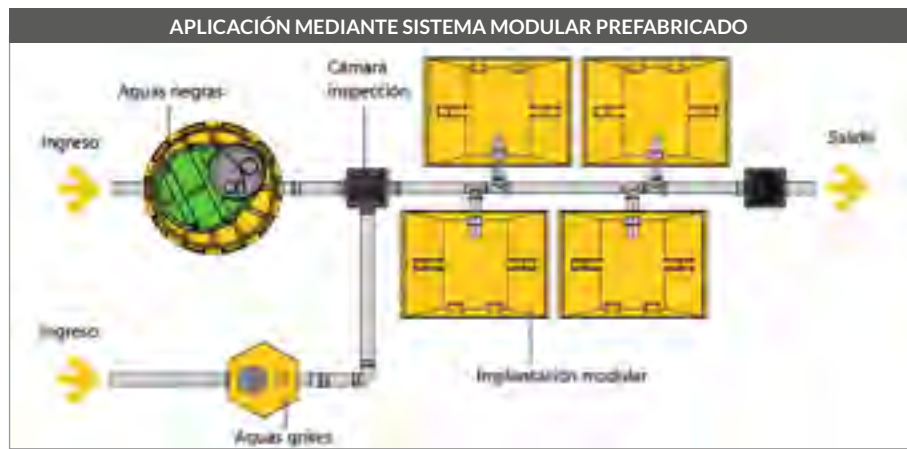 APLICACIÓN MEDIANTE SISTEMA MODULAR PREFABRICADO
Cámara
inspección
Aguas negras
Ingreso
Salida
Ingreso
Implantación modular
Aguas grises